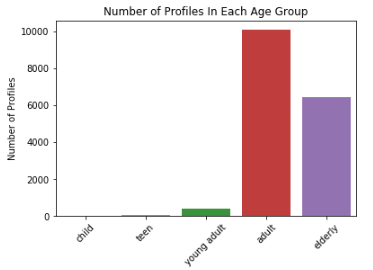 Number of Profiles In Each Age Group
Number of Profiles
10000
8000
6000
4000
2000
0
child
teen
young adult
adult
elderly